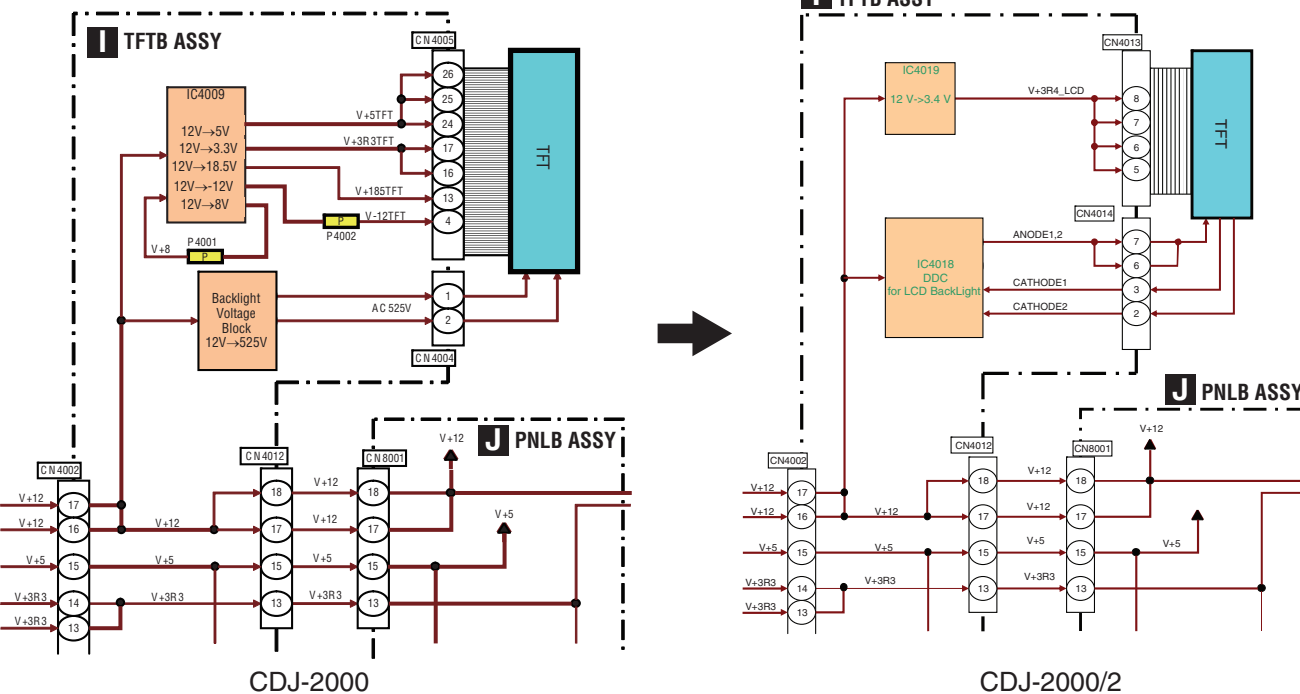 I TFTB ASSY
CN4005
IC4009
12V→5V
12V→3.3V
12V→18.5V
12V→-12V
12V→8V
V+5TFT
V+3R3TFT
V+185TFT
V-12TFT
P
P4002
V+8
P4001
P
26
25
24
17
16
13
4
TFT
Backlight
Voltage
Block
12V→525V
AC 525V
1
2
CN4004
J PNLB ASSY
CN4002
CN4012
CN8001
V+12
V+5
V+12
17
V+12
16
V+12
V+5
15
V+5
V+3R3
14
V+3R3
V+3R3
13
18
V+12
18
17
V+12
17
15
V+5
15
13
V+3R3
13
CDJ-2000
TFTB ASSY
CN4013
IC4019
12 V->3.4 V
V+3R4_LCD
8
7
6
5
TFT
CN4014
IC4018
DDC
for LCD BackLight
ANODE1,2
CATHODE1
CATHODE2
7
6
3
2
J PNLB ASSY
CN4002
CN4012
CN8001
V+12
V+5
V+12
17
V+12
16
V+12
V+5
15
V+5
V+3R3
14
V+3R3
V+3R3
13
18
V+12
18
17
V+12
17
15
V+5
15
13
V+3R3
13
CDJ-2000/2